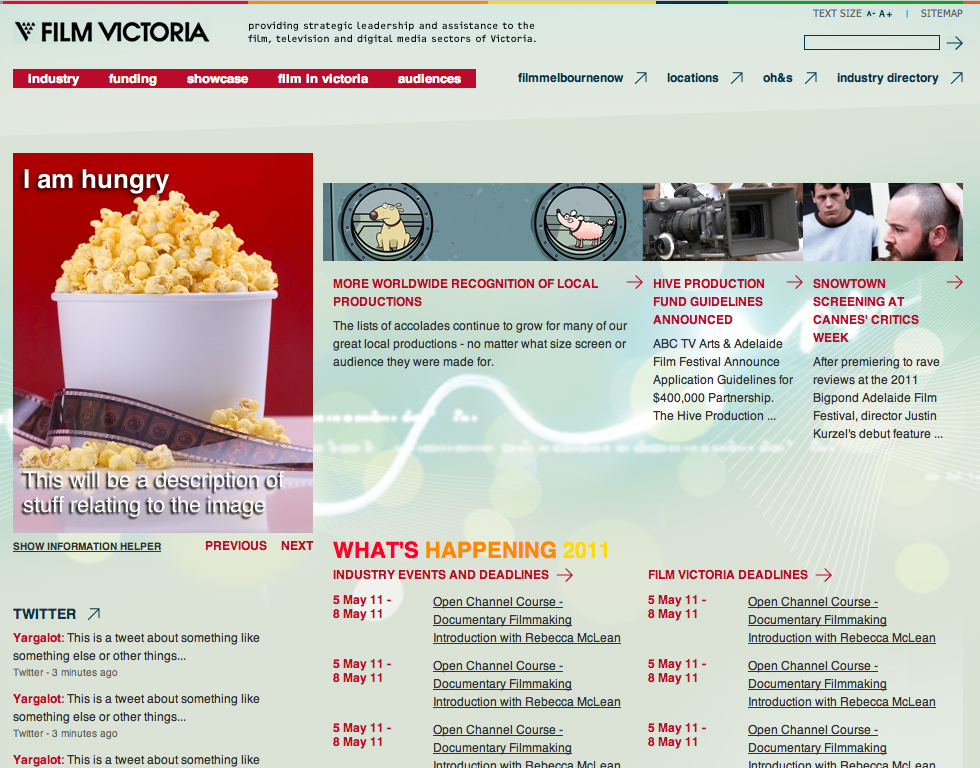 TEXT SIZE A- A+ | SITEMAP
FILM VICTORIA
providing strategic leadership and assistance to the
film, television and digital media sectors of Victoria.
industry funding showcase film in victoria audiences
filmmelbournenow locations oh&s industry directory
I am hungry
This will be a description of
stuff relating to the image
SHOW INFORMATION HELPER PREVIOUS NEXT
MORE WORLDWIDE RECOGNITION OF LOCAL
PRODUCTIONS
The lists of accolades continue to grow for many of our
great local productions - no matter what size screen or
audience they were made for.
HIVE PRODUCTION
FUND GUIDELINES
ANNOUNCED
ABC TV Arts & Adelaide
Film Festival Announce
Application Guidelines for
$400,000 Partnership.
The Hive Production ...
SNOWTOWN
SCREENING AT
CANNES' CRITICS
WEEK
After premiering to rave
reviews at the 2011
Bigpond Adelaide Film
Festival, director Justin
Kurzel's debut feature ...
TWITTER
Yargalot: This is a tweet about something like
something else or other things...
Twitter - 3 minutes ago
Yargalot: This is a tweet about something like
something else or other things...
Twitter - 3 minutes ago
Yargalot: This is a tweet about something like
WHAT'S HAPPENING 2011
INDUSTRY EVENTS AND DEADLINES
5 May 11 -
8 May 11
Open Channel Course -
Documentary Filmmaking
Introduction with Rebecca McLean
5 May 11 -
8 May 11
Open Channel Course -
Documentary Filmmaking
Introduction with Rebecca McLean
5 May 11 -
8 May 11
Open Channel Course -
Documentary Filmmaking
Introduction with Rebecca McLean
FILM VICTORIA DEADLINES
5 May 11 -
8 May 11
Open Channel Course -
Documentary Filmmaking
Introduction with Rebecca McLean
5 May 11 -
8 May 11
Open Channel Course -
Documentary Filmmaking
Introduction with Rebecca McLean
5 May 11 -
8 May 11
Open Channel Course -
Documentary Filmmaking
Introduction with Rebecca McLean